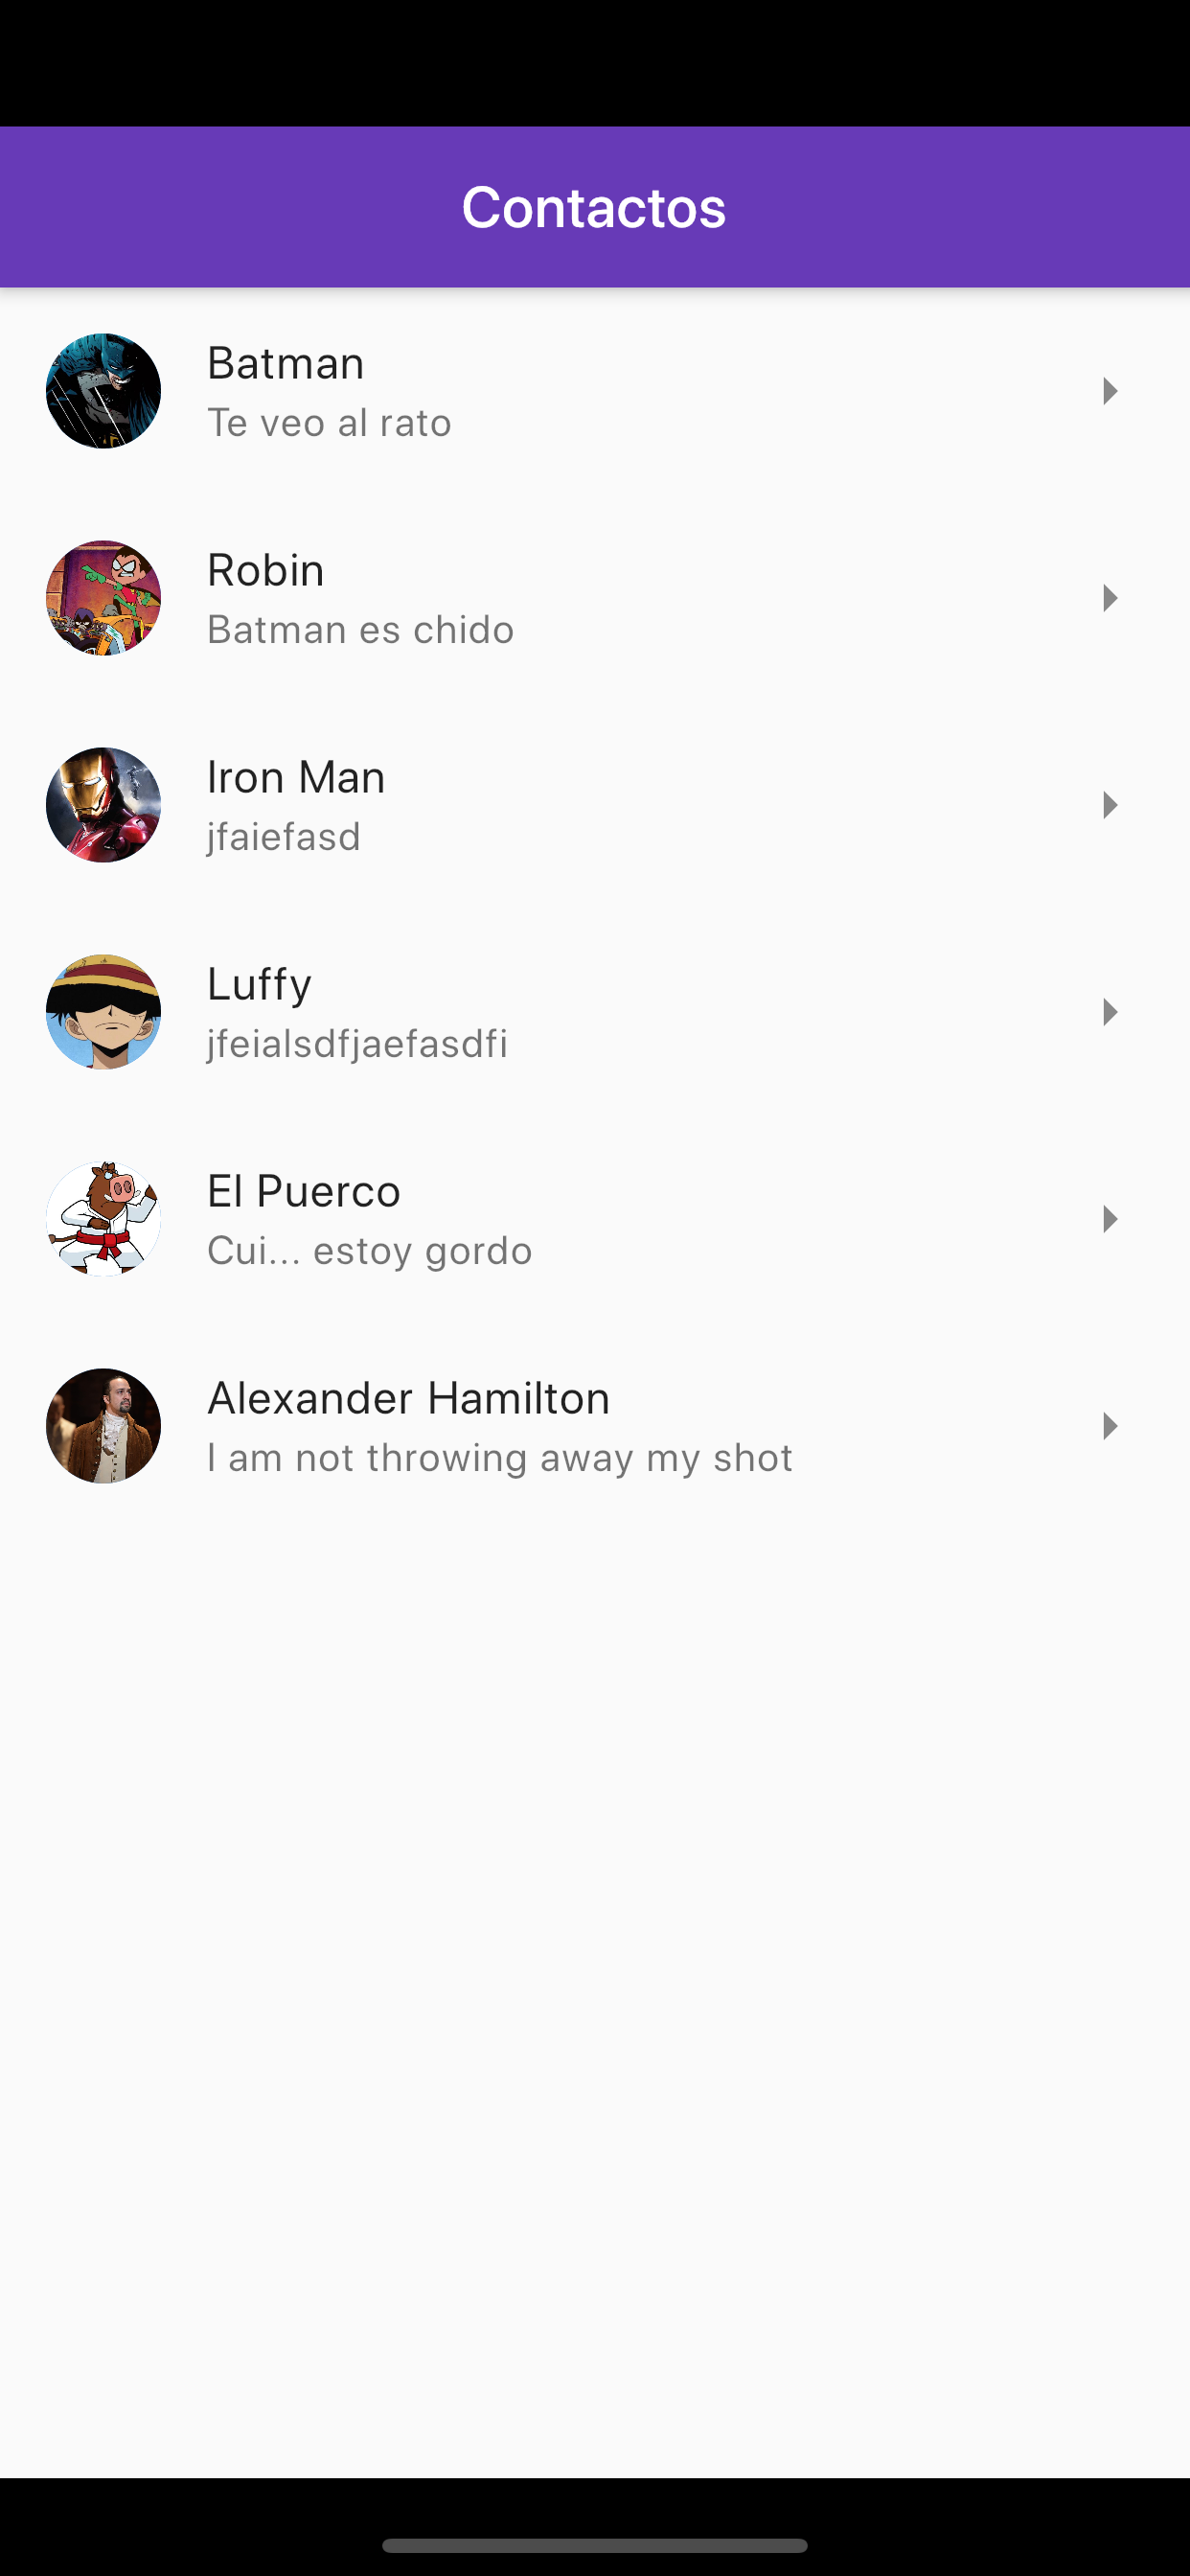 Contactos
Batman
Te veo al rato
Robin
Batman es chido
Iron Man
jfaiefasd
Luffy
jfeialsdfjaefasdfi
El Puerco
Cui... estoy gordo
Alexander Hamilton
I am not throwing away my shot